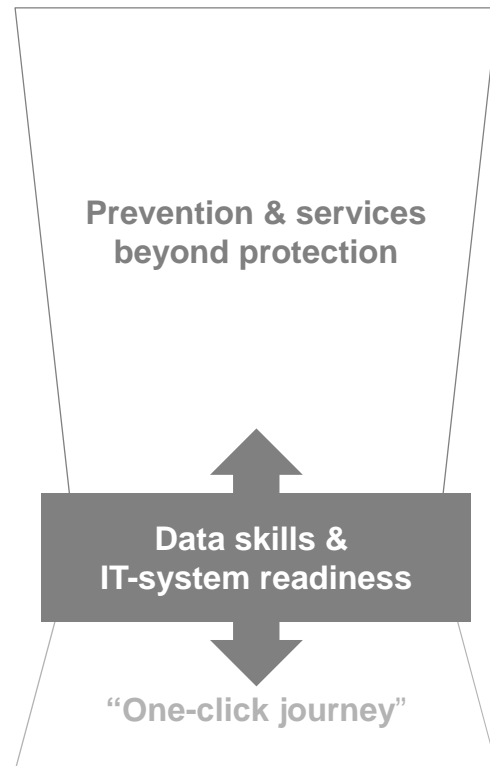 Prevention & services
beyond protection
Data skills &
IT-system readiness
“One-click journey”